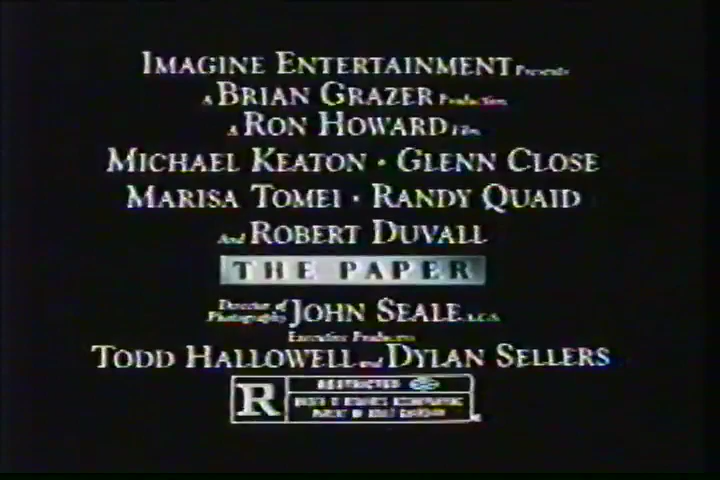 IMAGINE ENTERTAINMENT Presents
A BRIAN GRAZER Production
A RON HOWARD Film
MICHAEL KEATON · GLENN CLOSE
MARISA TOMEI · RANDY QUAID
And ROBERT DUVALL
THE PAPER
Director of Photography JOHN SEALE A.C.S.
Executive Producers
TODD HALLOWELL and DYLAN SELLERS
R RESTRICTED